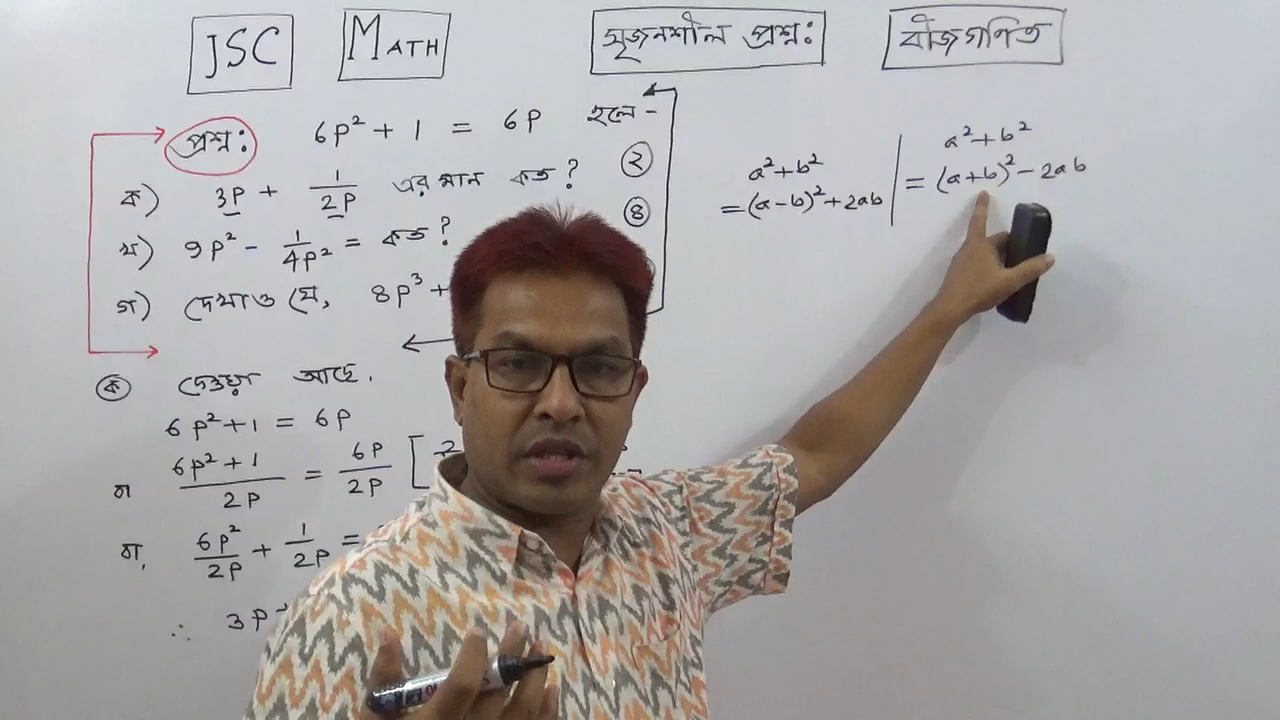 JSC
MATH
সৃজনশীল প্রশ্ন:
বীজগণিত
প্রশ্ন: 6p² + 1 = 6p হলে -
ক) 3p + 1/2p এর মান কত? ২
খ) 9p² - 1/4p² = কত? ৪
গ) দেখাও যে, 8p³ +
a² + b²
= (a - b)² + 2ab
a² + b²
= (a + b)² - 2ab
ক দেওয়া আছে,
6p² + 1 = 6p
বা 6p² + 1/2p = 6p/2p [
বা, 6p²/2p + 1/2p =
∴ 3p +